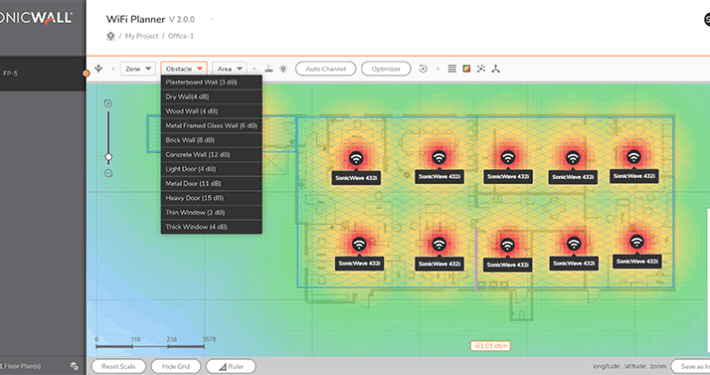 ONICWALL
WiFi Planner V 2.0.0
/ My Project / Office-1
FP-5
Zone Obstacle Area Auto Channel Optimizer
Plasterboard Wall (3 dB)
Dry Wall(4 dB)
Wood Wall (4 dB)
Metal Framed Glass Wall (6 dB)
Brick Wall (8 dB)
Concrete Wall (12 dB)
Light Door (4 dB)
Metal Door (11 dB)
Heavy Door (15 dB)
Thin Window (2 dB)
Thick Window (4 dB)
SonicWave 432i SonicWave 432i SonicWave 432i SonicWave 432i SonicWave 432i
SonicWave 432i SonicWave 432i SonicWave 432i SonicWave 432i SonicWave 432i
0 119 238 357ft
-61.01 dbm
1 Floor Plan(s) Reset Scale Hide Grid Ruler longitude: latitude: zoom: Save as In